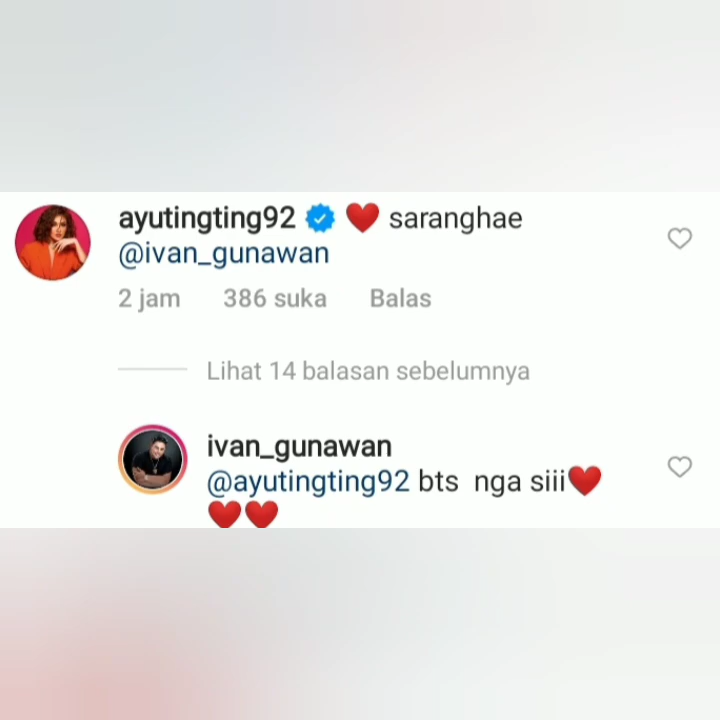 ayutingting92 ❤️ saranghae
@ivan_gunawan
2 jam 386 suka Balas
Lihat 14 balasan sebelumnya
ivan_gunawan
@ayutingting92 bts nga siii❤️
❤️❤️